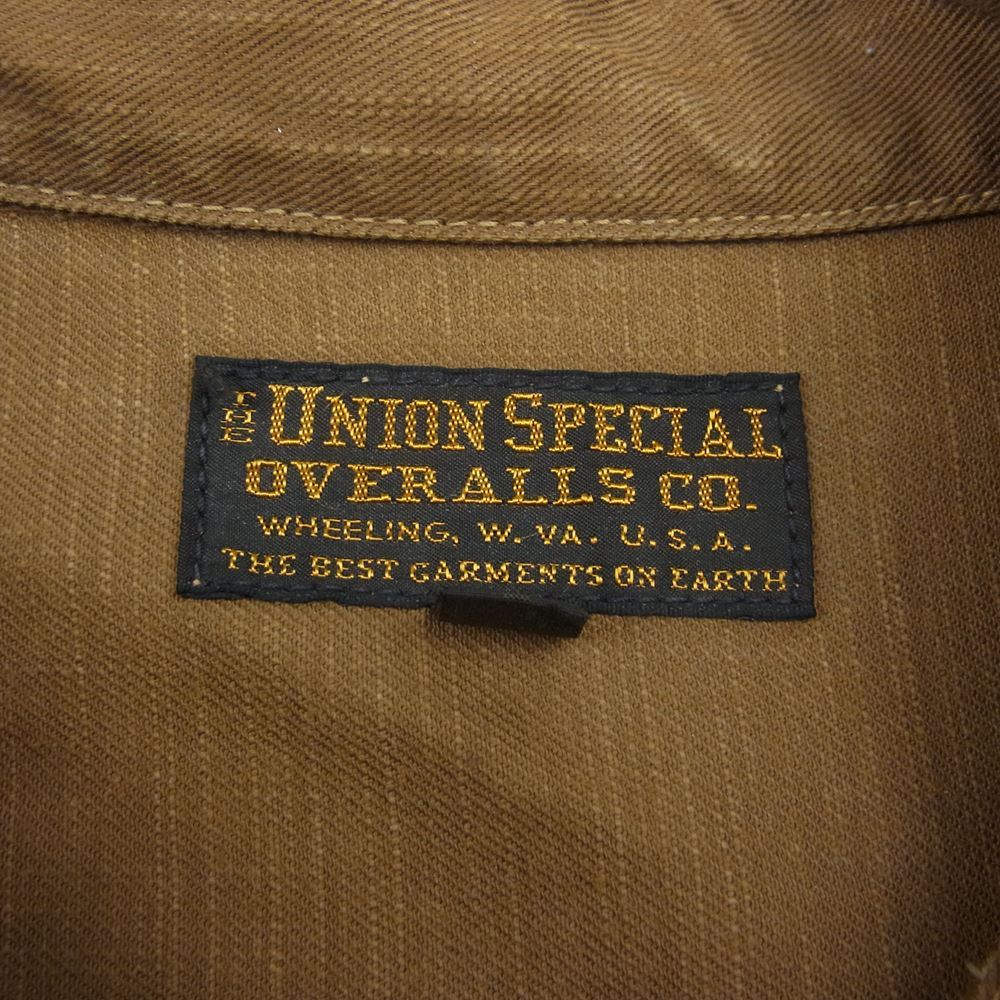 THE UNION SPECIAL
OVERALLS CO.
WHEELING, W. VA. U.S.A.
THE BEST GARMENTS ON EARTH